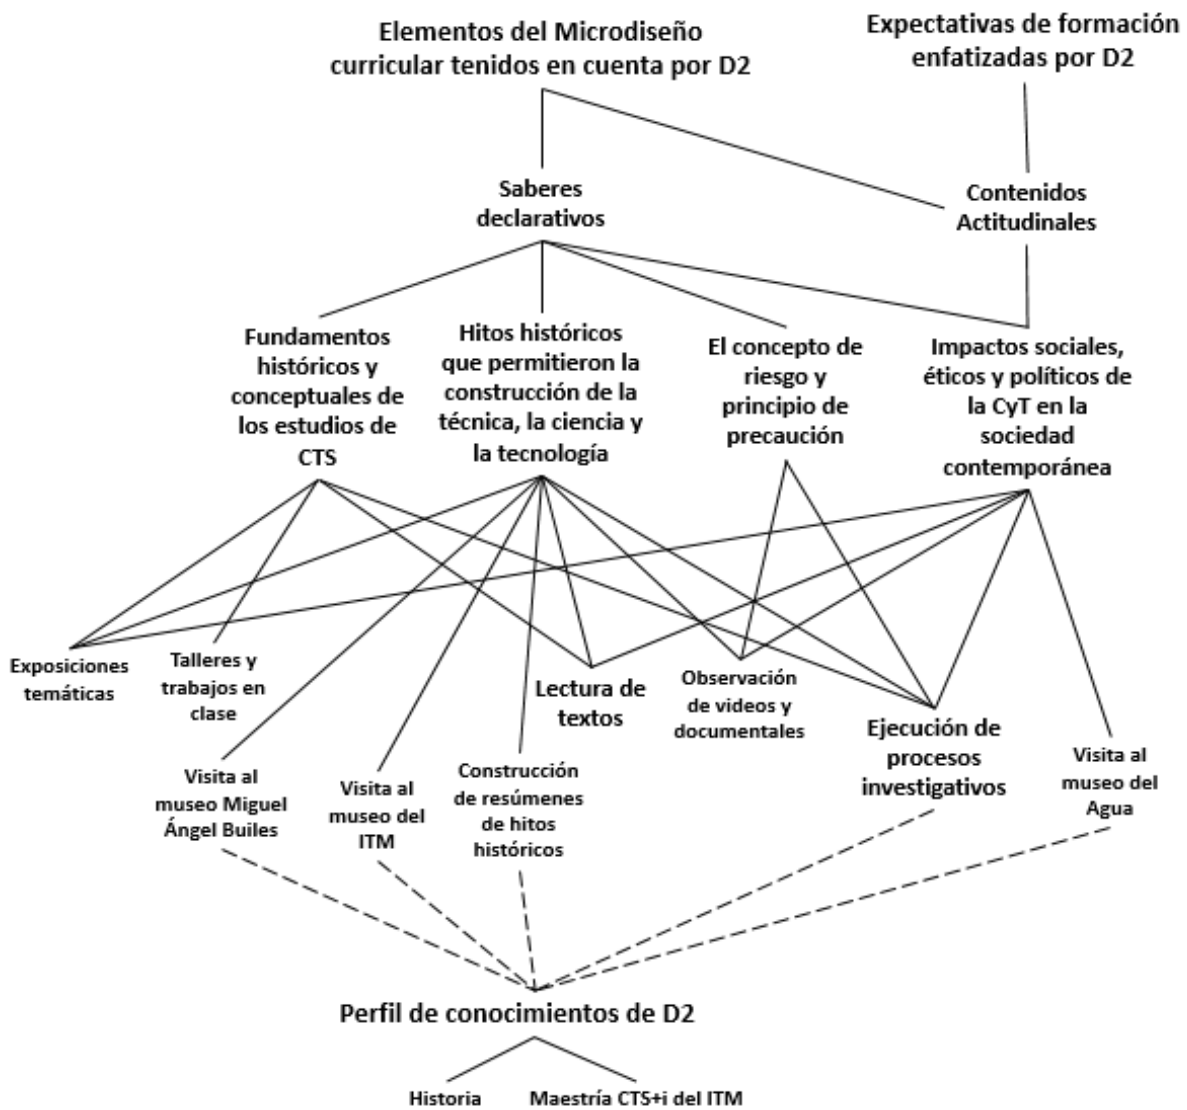 Elementos del Microdiseño
curricular tenidos en cuenta por D2
Expectativas de formación
enfatizadas por D2
Saberes
declarativos
Contenidos
Actitudinales
Fundamentos
históricos y
conceptuales de
los estudios de
CTS
Hitos históricos
que permitieron la
construcción de la
técnica, la ciencia y
la tecnología
El concepto de
riesgo y
principio de
precaución
Impactos sociales,
éticos y políticos de
la CyT en la
sociedad
contemporánea
Exposiciones
temáticas
Talleres y
trabajos en
clase
Lectura de
textos
Observación
de videos y
documentales
Ejecución de
procesos
investigativos
Visita al
museo del
Agua
Visita al
museo Miguel
Ángel Builes
Visita al
museo del
ITM
Construcción
de resúmenes
de hitos
históricos
Perfil de conocimientos de D2
Historia
Maestría CTS+i del ITM